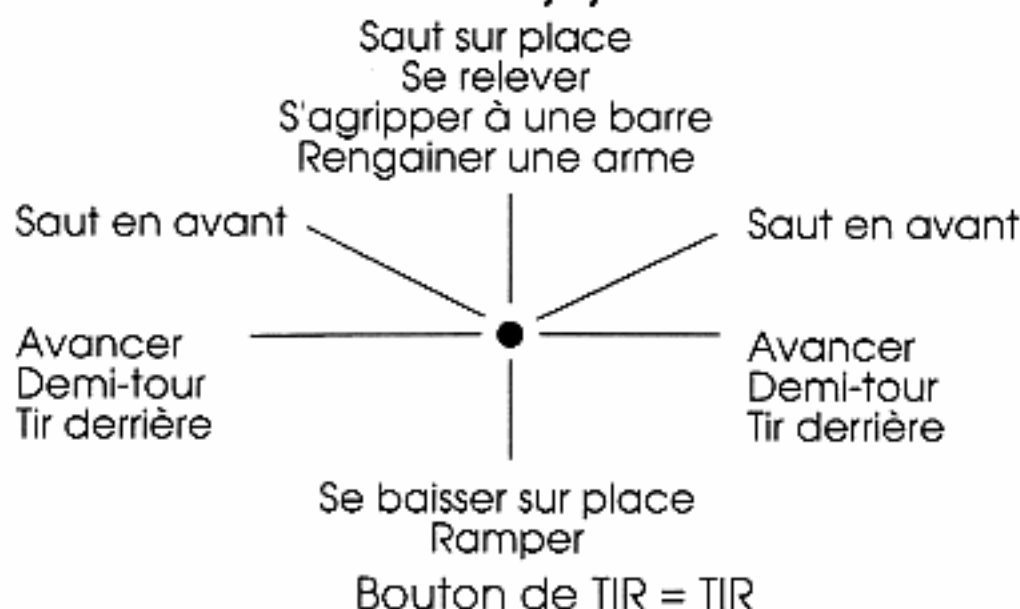 Saut sur place
Se relever
S'agripper à une barre
Rengainer une arme
Saut en avant
Saut en avant
Avancer
Demi-tour
Tir derrière
Avancer
Demi-tour
Tir derrière
Se baisser sur place
Ramper
Bouton de TIR = TIR